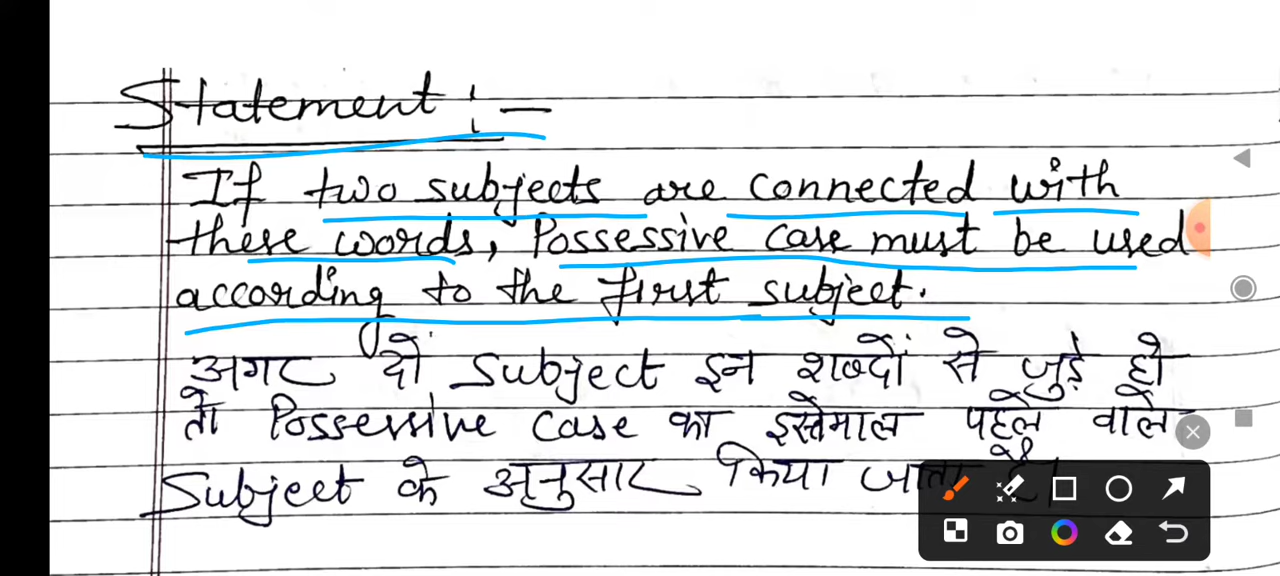 Statement :-
If two subjects are connected with
these words, Possessive case must be used
according to the first subject.
अगर दो Subject इन शब्दों से जुड़े हो
तो Possessive case का इस्तेमाल पहले वाले
Subject के अनुसार किया जाता है।